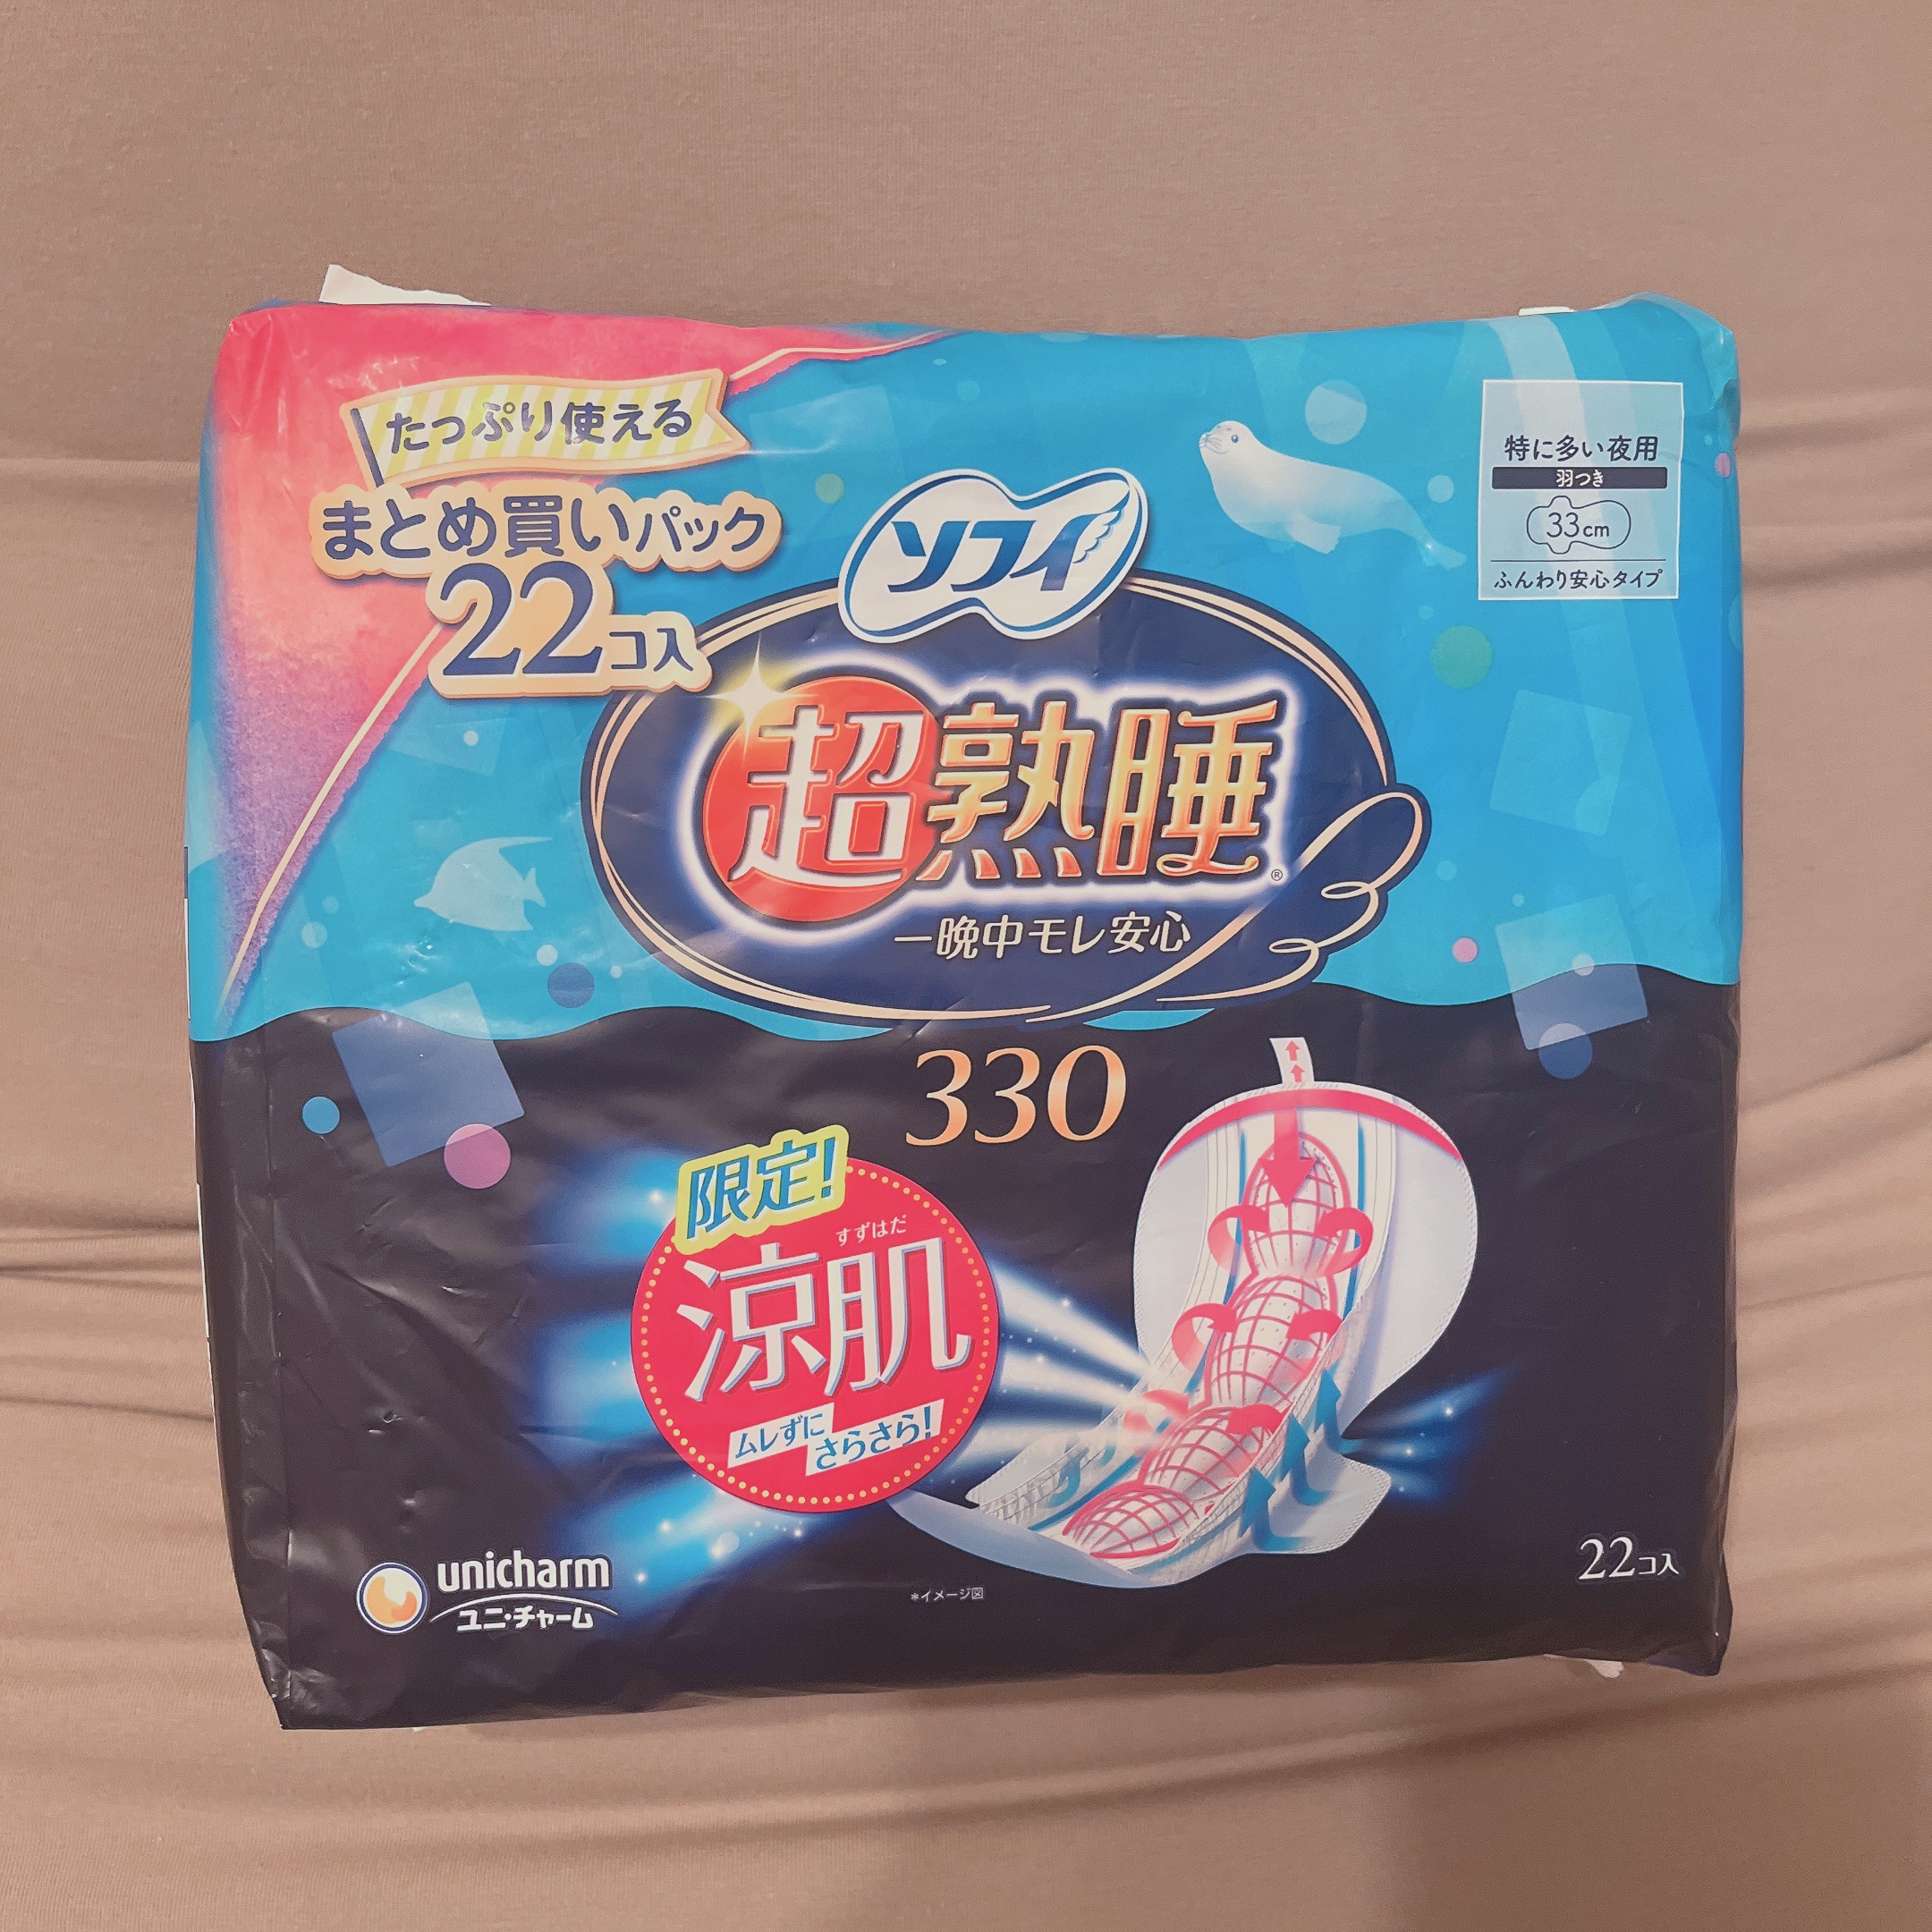 たっぷり使える
まとめ買いパック
22コ入
ソフィ
特に多い夜用
羽つき
33cm
ふんわり安心タイプ
超熟睡®
一晩中モレ安心
330
限定!
すずはだ
涼肌
ムレずに
さらさら!
unicharm
ユニ・チャーム
*イメージ図
22コ入